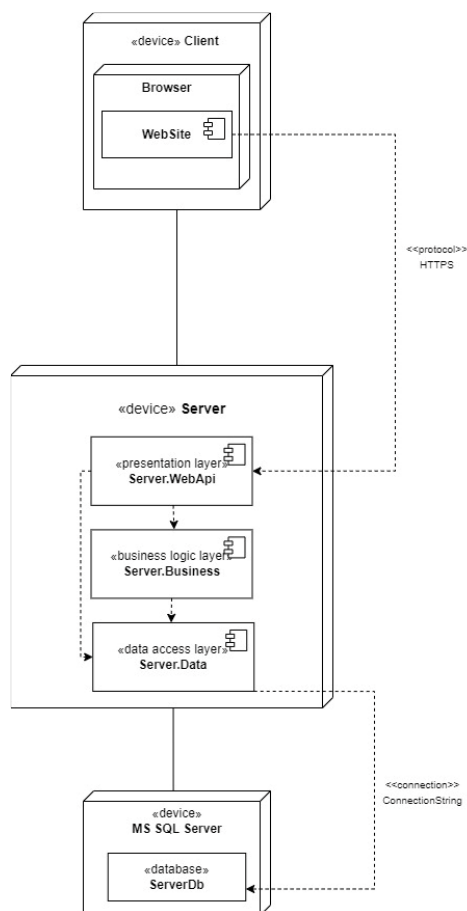 «device» Client
Browser
WebSite
<<protocol>>
HTTPS
«device» Server
«presentation layer»
Server.WebApi
«business logic layer»
Server.Business
«data access layer»
Server.Data
<<connection>>
ConnectionString
«device»
MS SQL Server
«database»
ServerDb